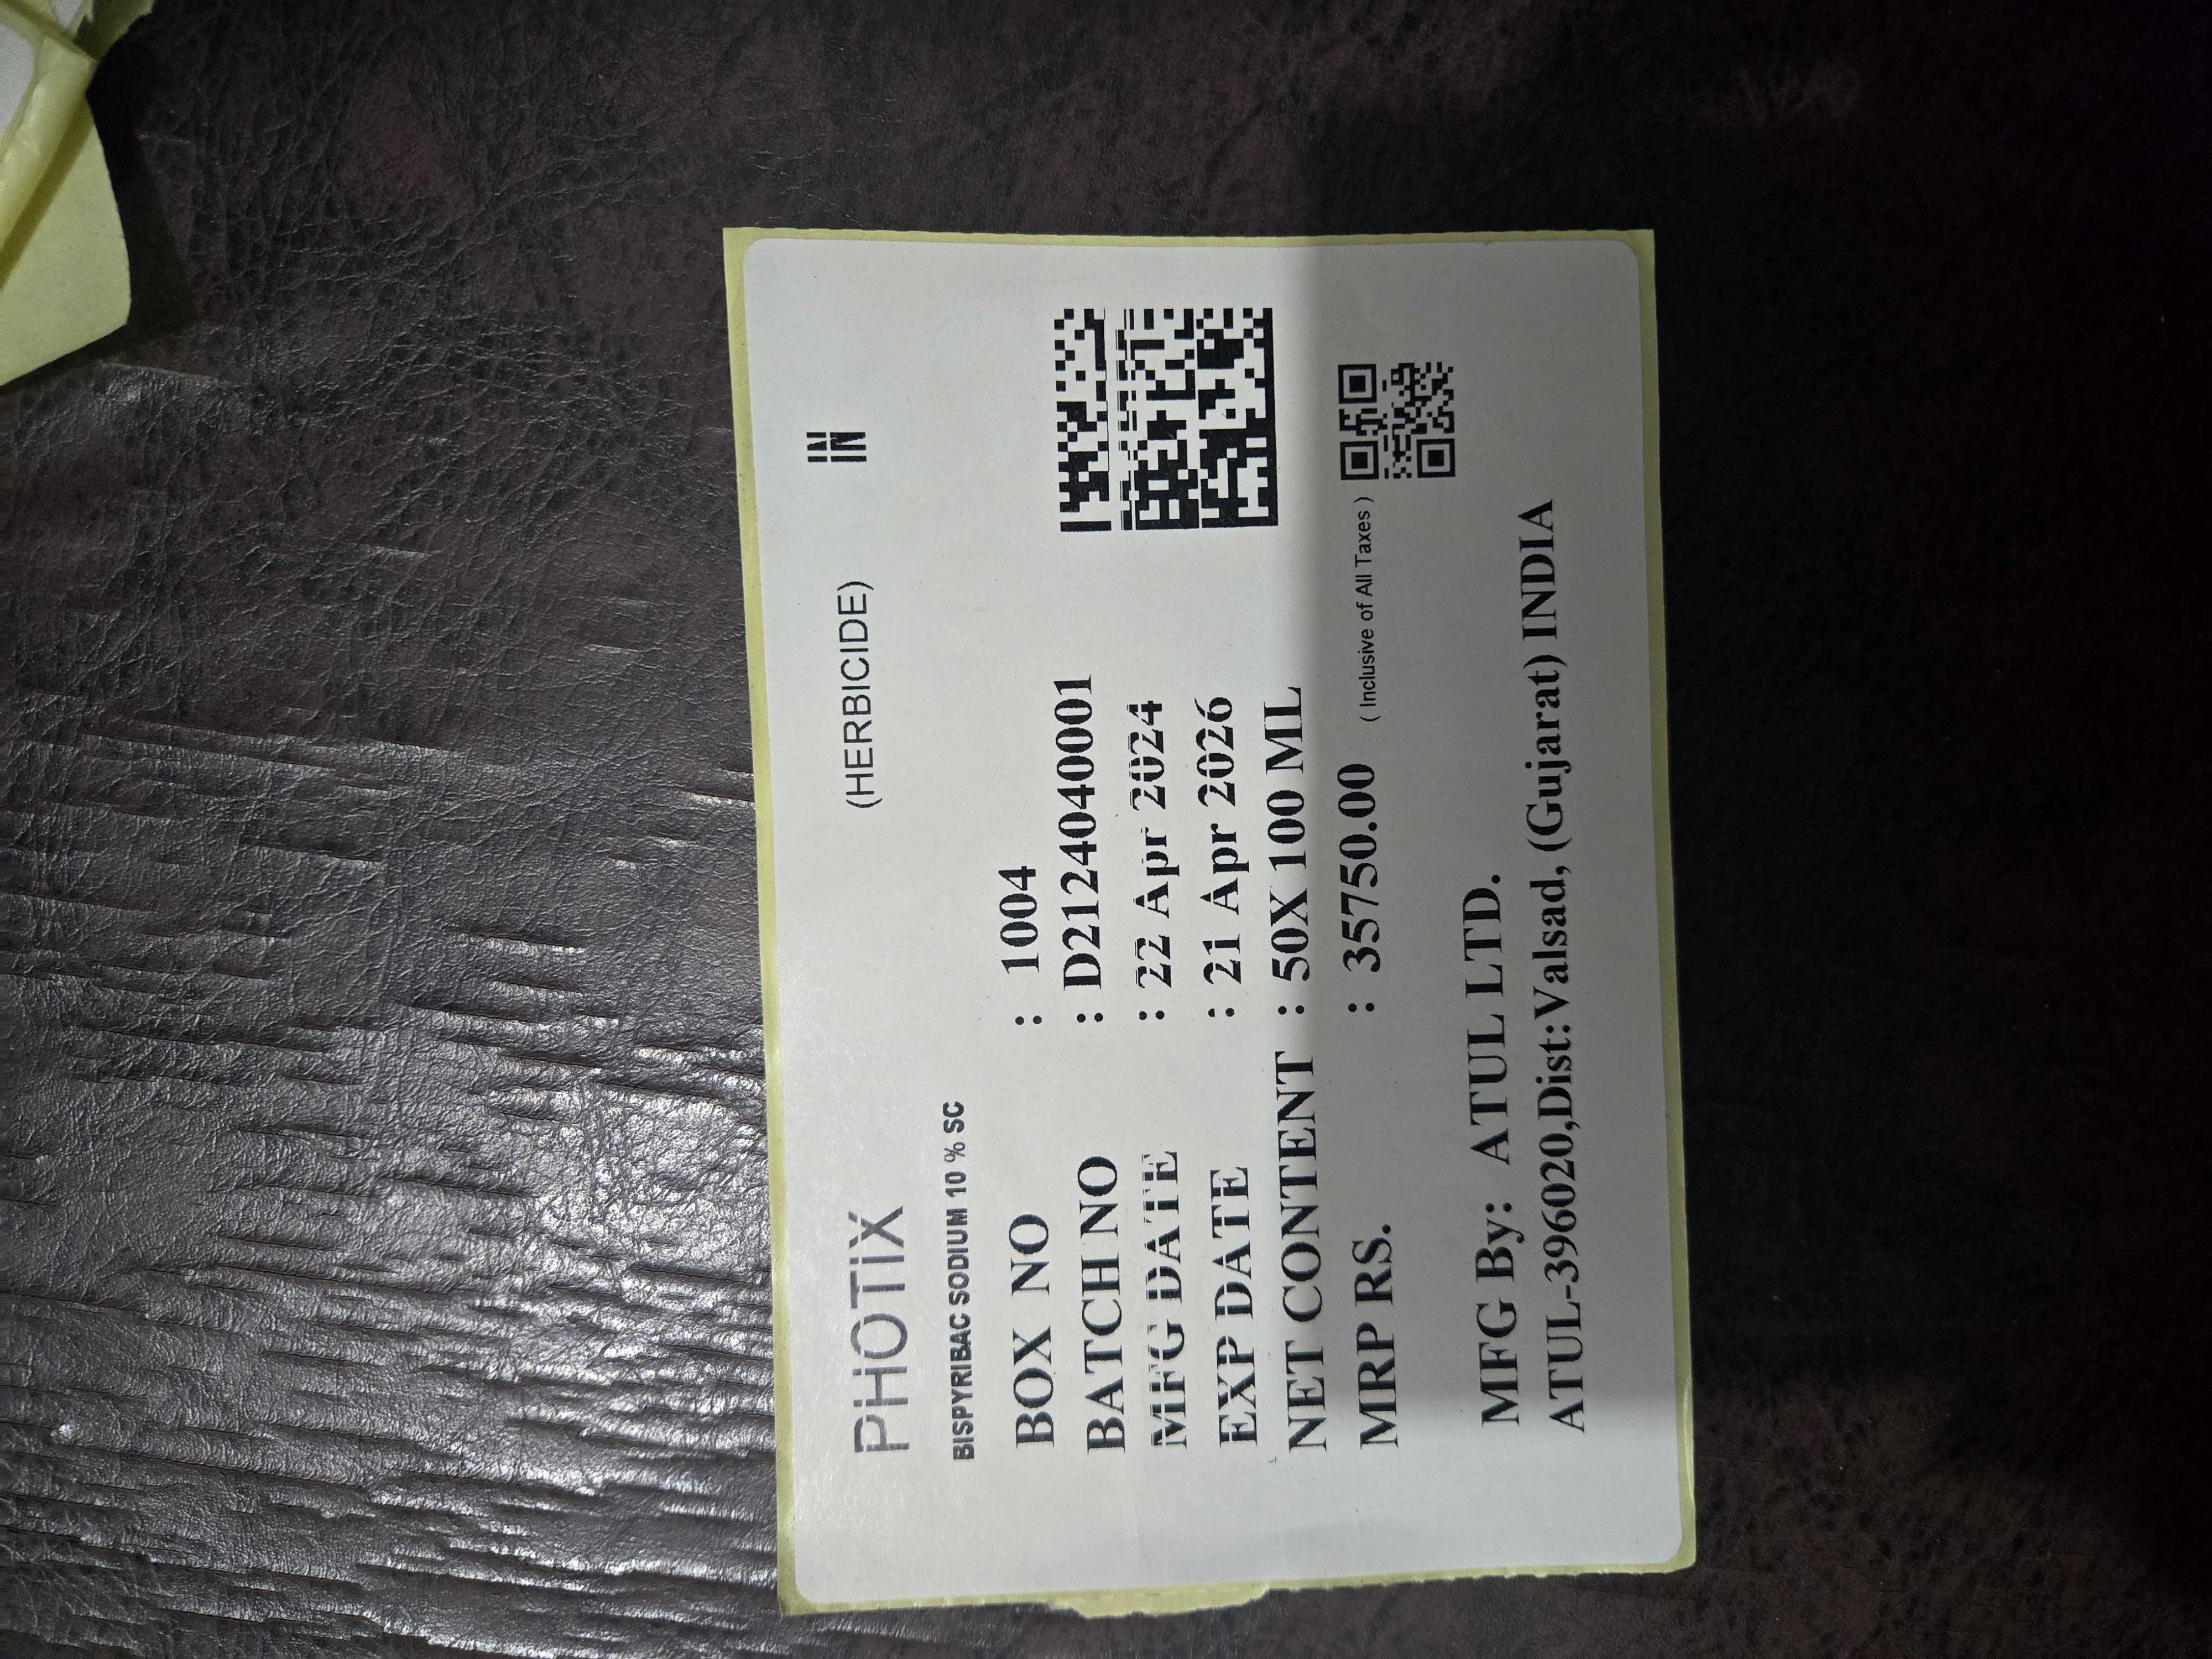 PHOTIX (HERBICIDE) IN
BISPYRIBAC SODIUM 10 % SC
BOX NO : 1004
BATCH NO : D2124040001
MFG DATE : 22 Apr 2024
EXP DATE : 21 Apr 2026
NET CONTENT : 50X 100 ML
MRP RS. : 35750.00 ( Inclusive of All Taxes )
MFG By: ATUL LTD.
ATUL-396020,Dist:Valsad, (Gujarat) INDIA